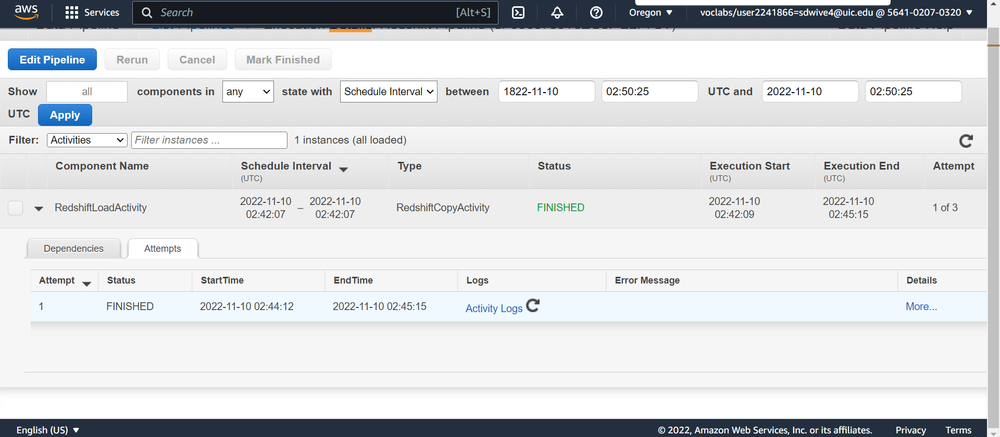 aws Services Search [Alt+S] Oregon voclabs/user2241866=sdwive4@uic.edu @ 5641-0207-0320
Edit Pipeline Rerun Cancel Mark Finished
Show all components in any state with Schedule Interval between 1822-11-10 02:50:25 UTC and 2022-11-10 02:50:25
UTC Apply
Filter: Activities Filter instances ... 1 instances (all loaded)
Component Name Schedule Interval Type Status Execution Start Execution End Attempt
(UTC) (UTC) (UTC)
RedshiftLoadActivity 2022-11-10 02:42:07 – 2022-11-10 02:42:07 RedshiftCopyActivity FINISHED 2022-11-10 02:42:09 2022-11-10 02:45:15 1 of 3
Dependencies Attempts
Attempt Status StartTime EndTime Logs Error Message Details
1 FINISHED 2022-11-10 02:44:12 2022-11-10 02:45:15 Activity Logs More...
English (US) © 2022, Amazon Web Services, Inc. or its affiliates. Privacy Terms